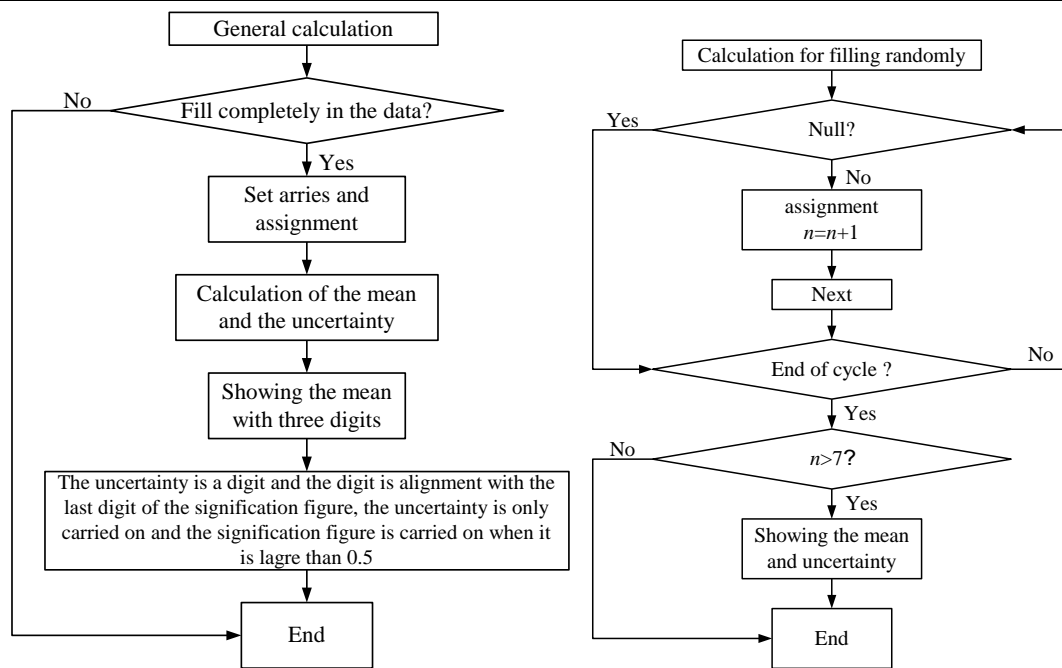 General calculation
No
Fill completely in the data?
Yes
Set arries and
assignment
Calculation of the mean
and the uncertainty
Showing the mean
with three digits
The uncertainty is a digit and the digit is alignment with the
last digit of the signification figure, the uncertainty is only
carried on and the signification figure is carried on when it
is lagre than 0.5
End
Calculation for filling randomly
Yes
Null?
No
assignment
n=n+1
Next
End of cycle ?
No
Yes
No
n>7?
Yes
Showing the mean
and uncertainty
End